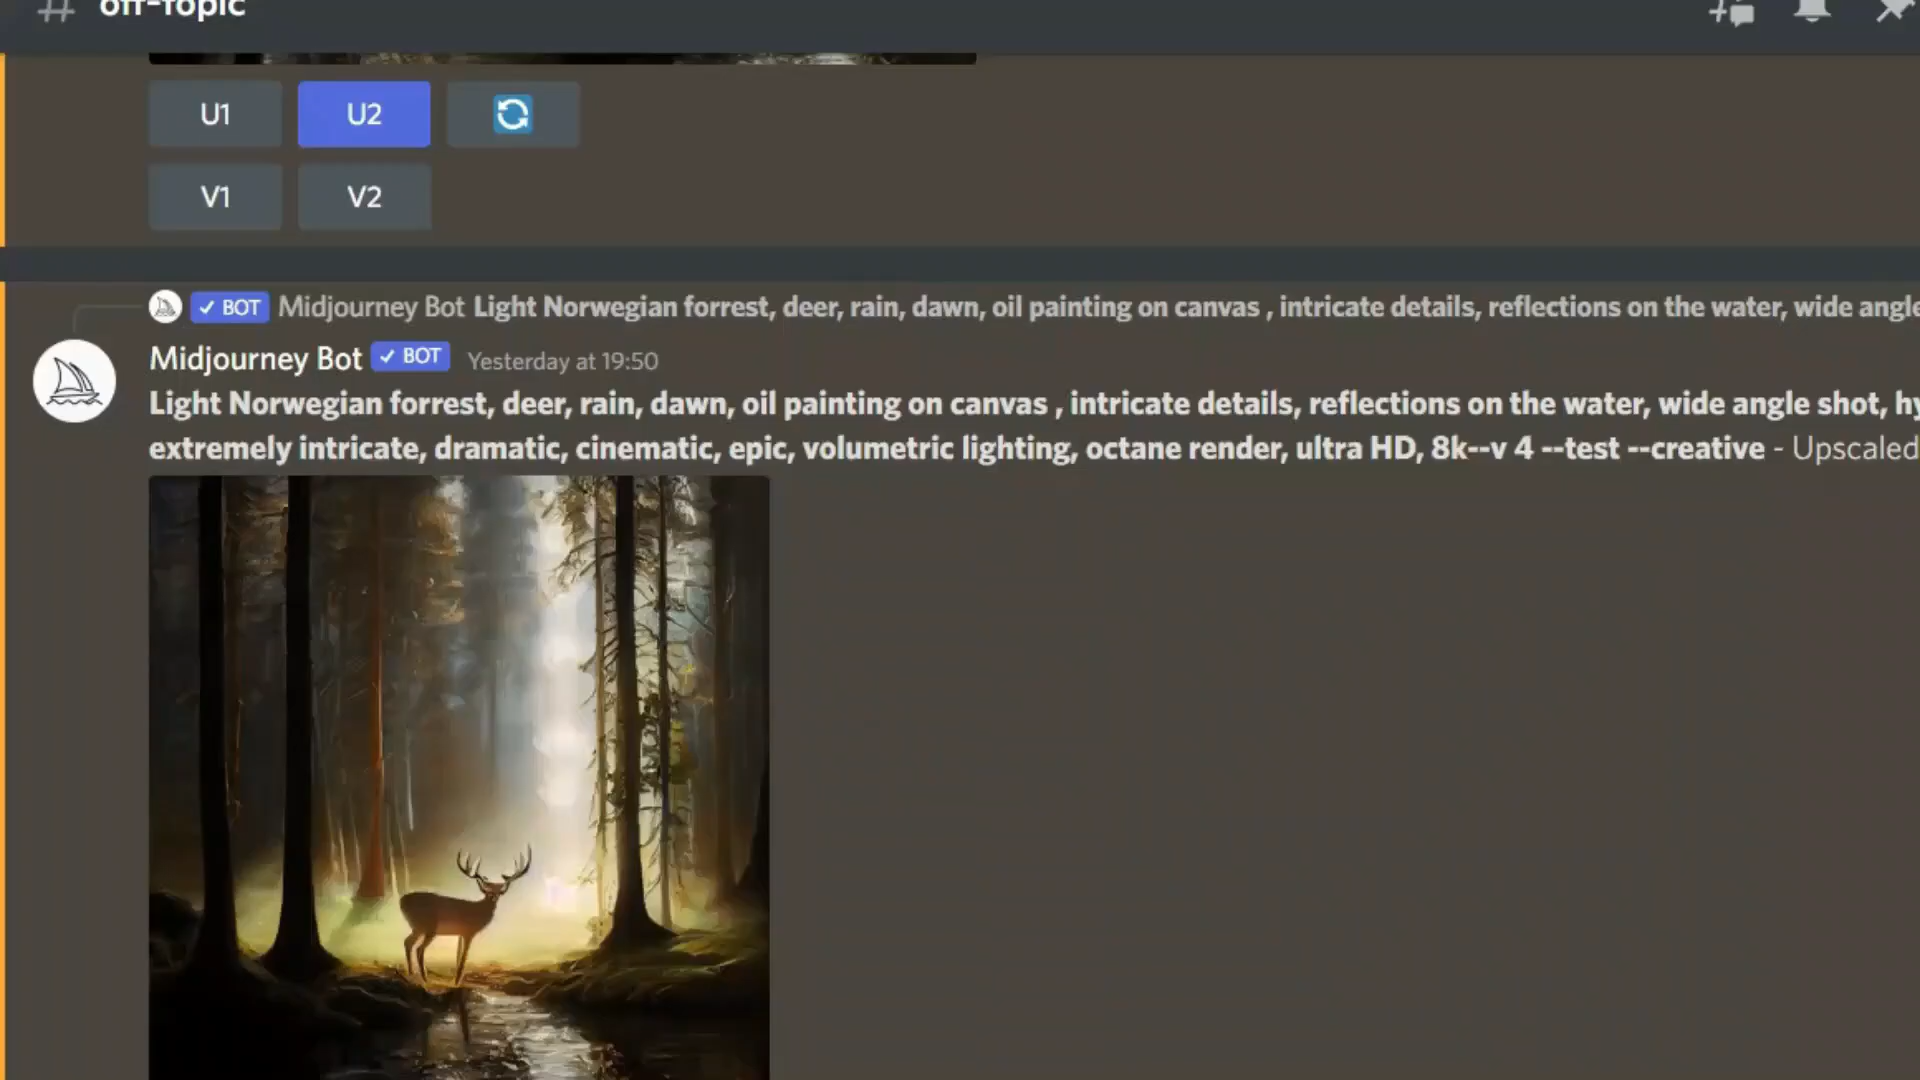 # off-topic
U1 U2
V1 V2
BOT Midjourney Bot Light Norwegian forrest, deer, rain, dawn, oil painting on canvas , intricate details, reflections on the water, wide angle
Midjourney Bot BOT Yesterday at 19:50
Light Norwegian forrest, deer, rain, dawn, oil painting on canvas , intricate details, reflections on the water, wide angle shot,
extremely intricate, dramatic, cinematic, epic, volumetric lighting, octane render, ultra HD, 8k--v 4 --test --creative - Upscaled